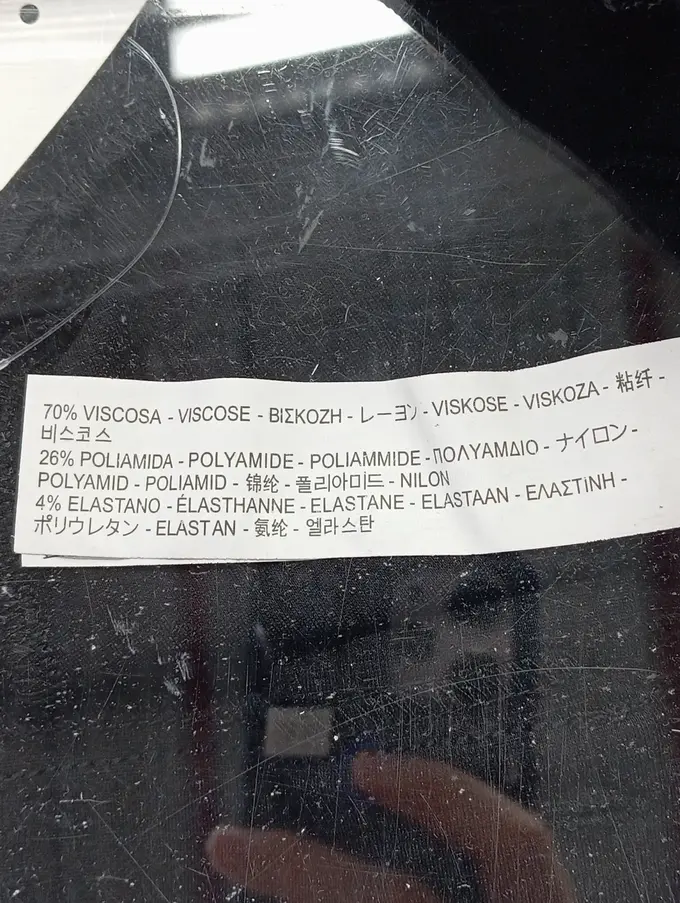 70% VISCOSA - VISCOSE - ΒΙΣΚΟΖΗ - レーヨン - VISKOSE - VISKOZA - 粘纤 -
비스코스
26% POLIAMIDA - POLYAMIDE - POLIAMMIDE - ΠΟΛΥΑΜΔΙΟ - ナイロン -
POLYAMID - POLIAMID - 锦纶 - 폴리아미드 - NILON
4% ELASTANO - ÉLASTHANNE - ELASTANE - ELASTAAN - ΕΛΑΣΤΙΝΗ -
ポリウレタン - ELASTAN - 氨纶 - 엘라스탄